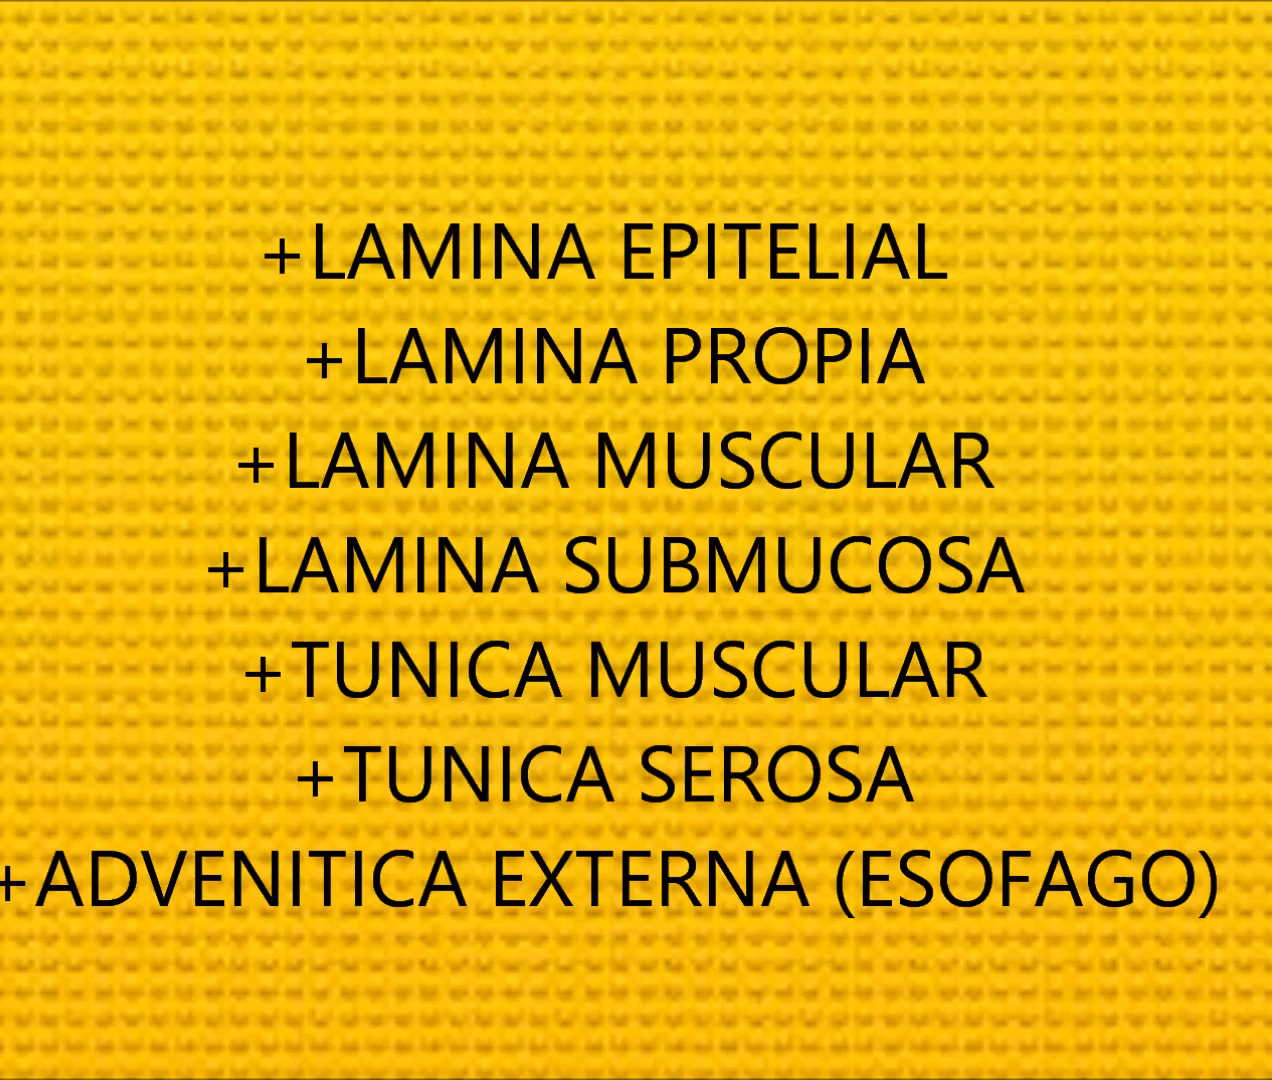 +LAMINA EPITELIAL
+LAMINA PROPIA
+LAMINA MUSCULAR
+LAMINA SUBMUCOSA
+TUNICA MUSCULAR
+TUNICA SEROSA
+ADVENITICA EXTERNA (ESOFAGO)